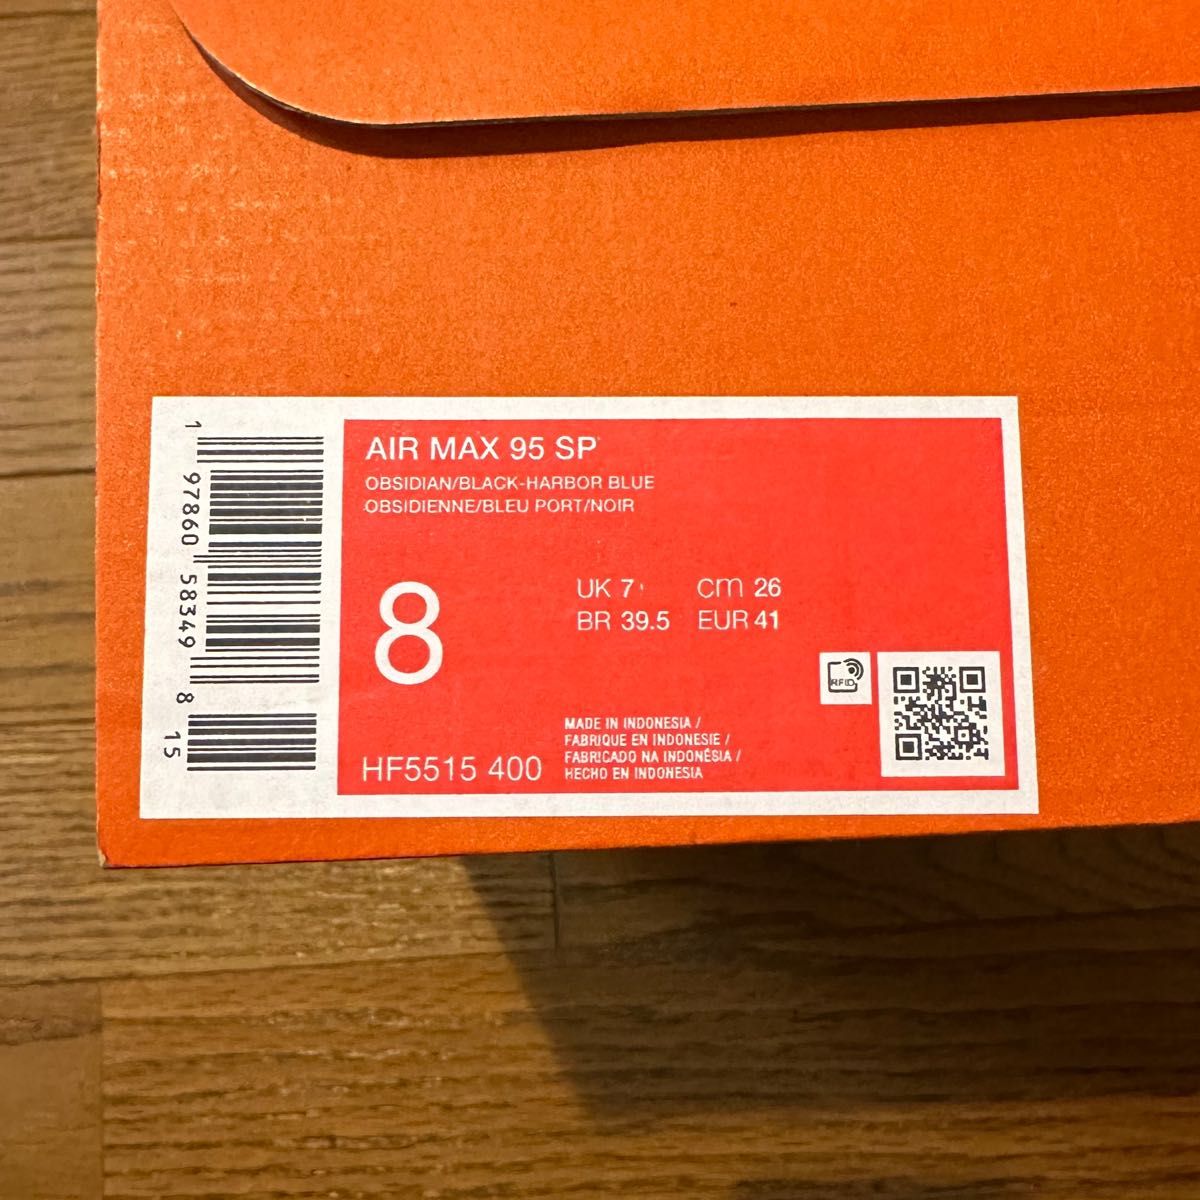 AIR MAX 95 SP
OBSIDIAN/BLACK-HARBOR BLUE
OBSIDIENNE/BLEU PORT/NOIR
8
UK 7 CM 26
BR 39.5 EUR 41
RFID
HF5515 400
MADE IN INDONESIA /
FABRIQUE EN INDONESIE /
FABRICADO NA INDONÉSIA /
HECHO EN INDONESIA
1 97860 58349 8 15